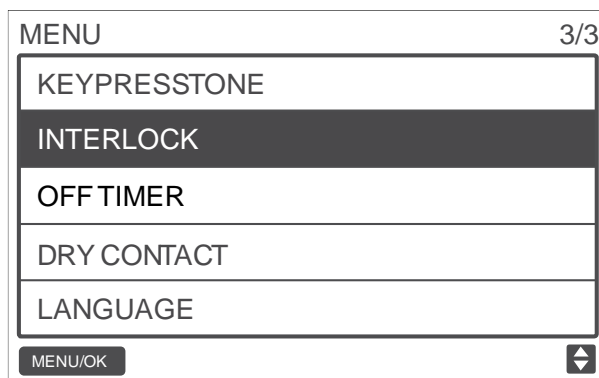 MENU 3/3
KEYPRESSTONE
INTERLOCK
OFF TIMER
DRY CONTACT
LANGUAGE
MENU/OK